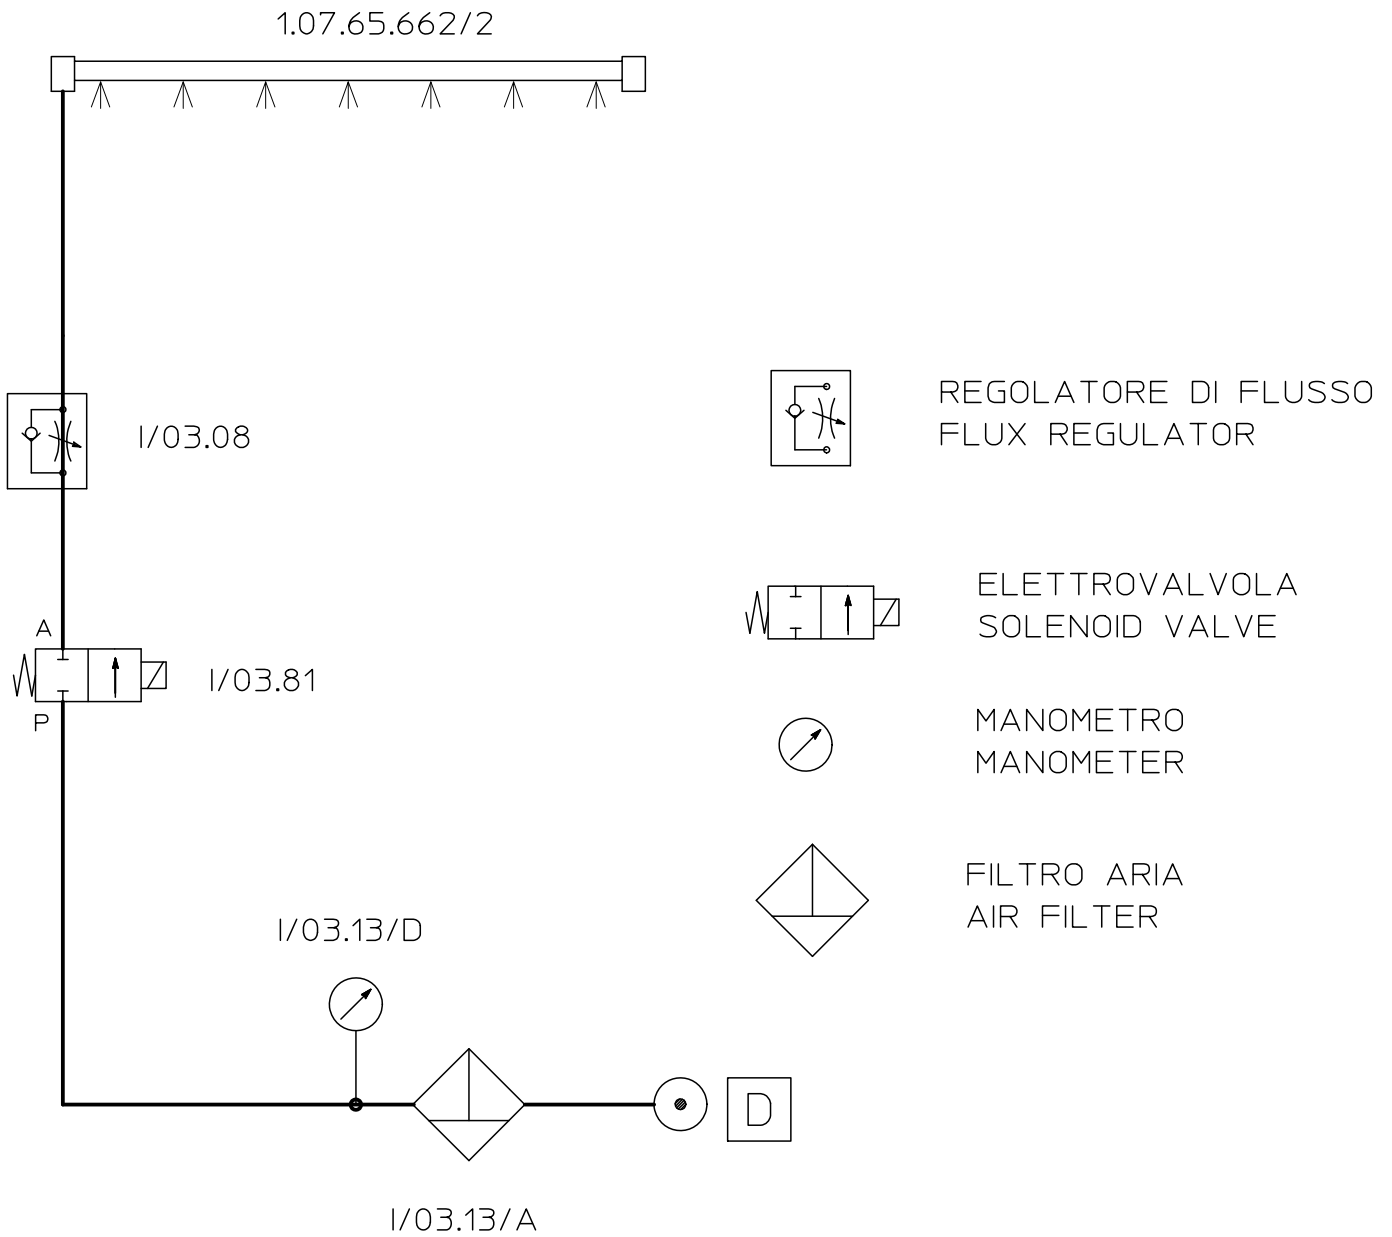 1.07.65.662/2
REGOLATORE DI FLUSSO
FLUX REGULATOR
I/03.08
ELETTROVALVOLA
SOLENOID VALVE
A
I/03.81
P
MANOMETRO
MANOMETER
FILTRO ARIA
AIR FILTER
I/03.13/D
D
I/03.13/A